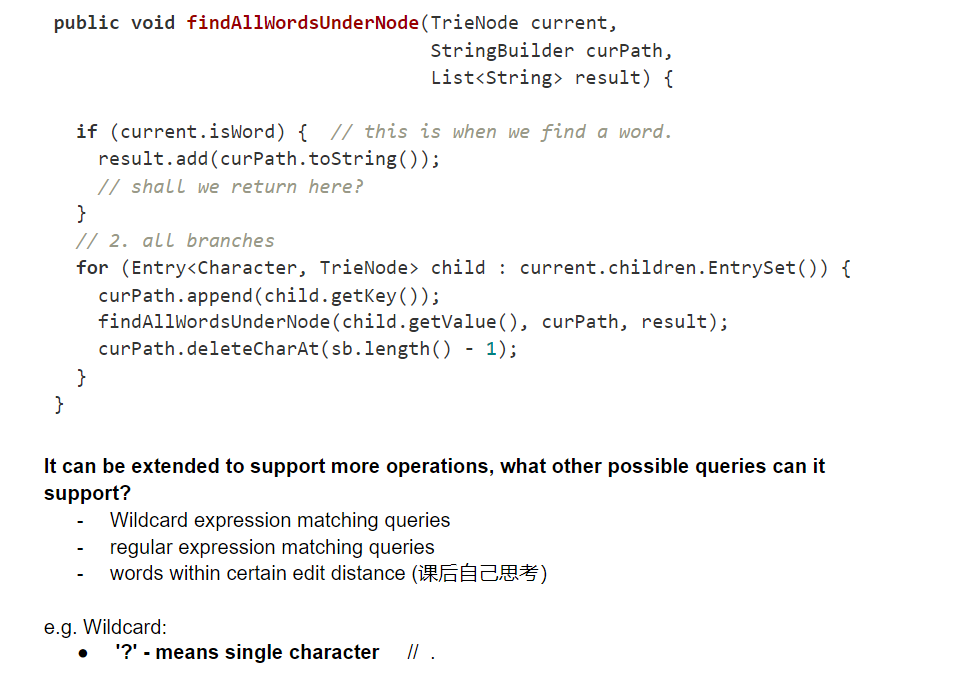 public void findAllWordsUnderNode(TrieNode current,
StringBuilder curPath,
List<String> result) {
if (current.isWord) { // this is when we find a word.
result.add(curPath.toString());
// shall we return here?
}
// 2. all branches
for (Entry<Character, TrieNode> child : current.children.EntrySet()) {
curPath.append(child.getKey());
findAllWordsUnderNode(child.getValue(), curPath, result);
curPath.deleteCharAt(sb.length() - 1);
}
}
It can be extended to support more operations, what other possible queries can it
support?
- Wildcard expression matching queries
- regular expression matching queries
- words within certain edit distance (课后自己思考)
e.g. Wildcard:
● '?' - means single character // .